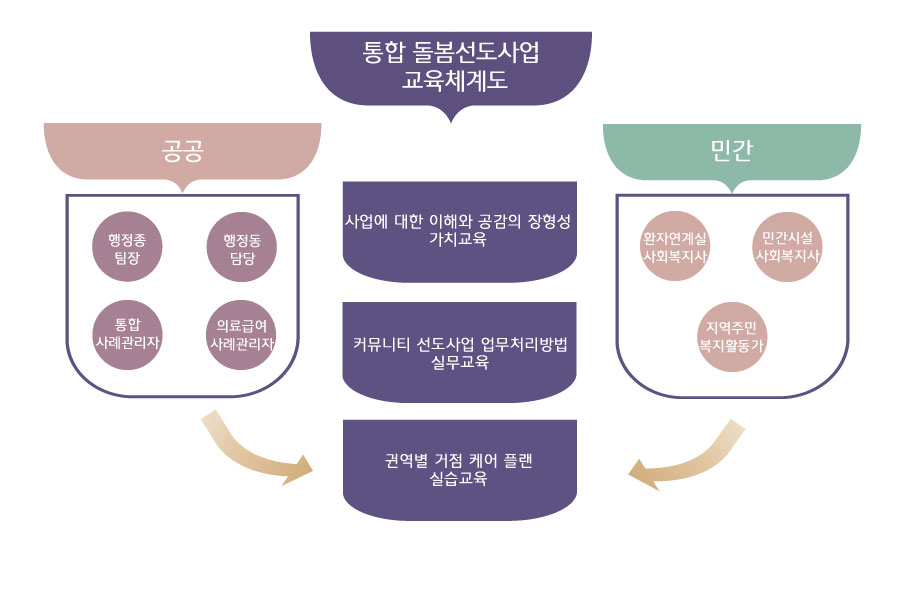 통합 돌봄선도사업
교육체계도
공공
행정종
팀장
행정동
담당
통합
사례관리자
의료급여
사례관리자
사업에 대한 이해와 공감의 장형성
가치교육
커뮤니티 선도사업 업무처리방법
실무교육
권역별 거점 케어 플랜
실습교육
민간
환자연계실
사회복지사
민간시설
사회복지사
지역주민
복지활동가